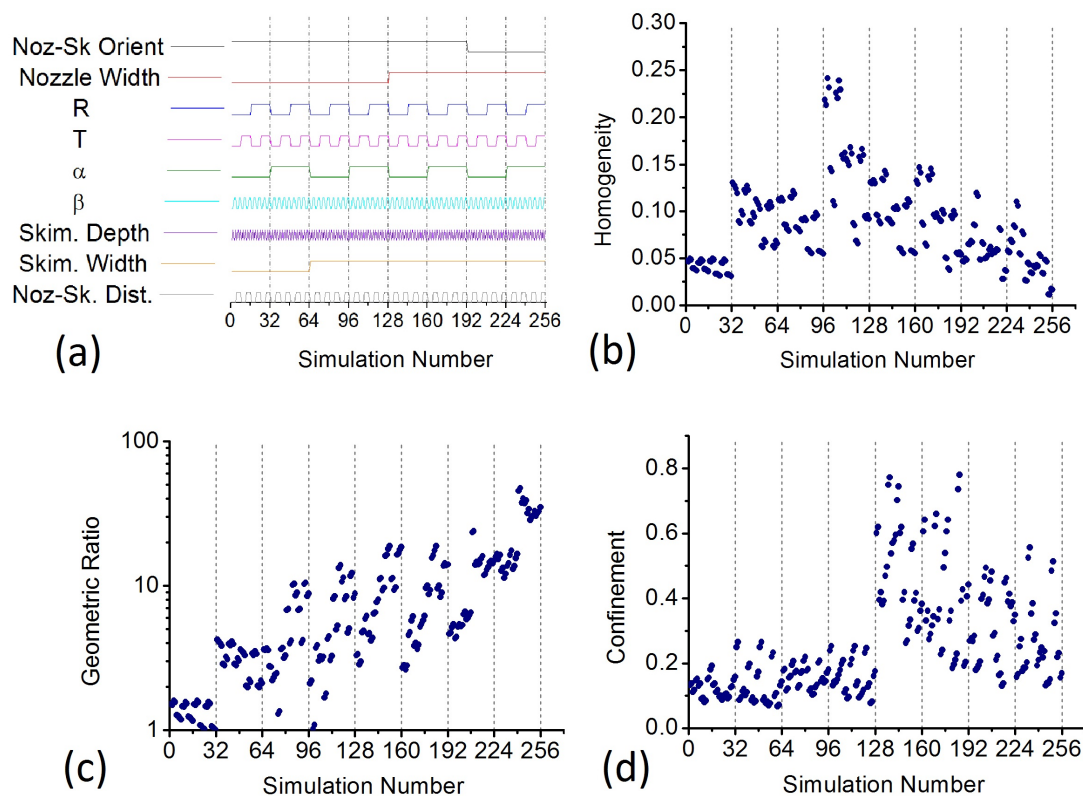 Noz-Sk Orient
Nozzle Width
R
T
α
β
Skim. Depth
Skim. Width
Noz-Sk. Dist.
0 32 64 96 128 160 192 224 256
Simulation Number
(a)
0.30
0.25
0.20
0.15
0.10
0.05
0.00
Homogeneity
0 32 64 96 128 160 192 224 256
Simulation Number
(b)
100
10
1
Geometric Ratio
0 32 64 96 128 160 192 224 256
Simulation Number
(c)
0.8
0.6
0.4
0.2
0.0
Confinement
0 32 64 96 128 160 192 224 256
Simulation Number
(d)